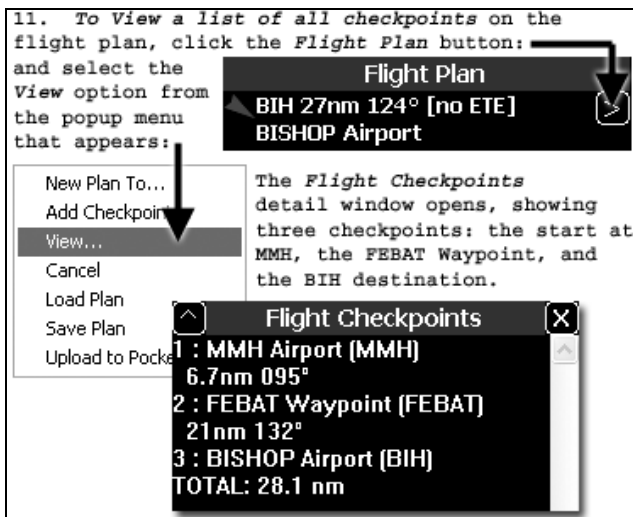 11. To View a list of all checkpoints on the
flight plan, click the Flight Plan button:
and select the
View option from
the popup menu
that appears:
Flight Plan
BIH 27nm 124° [no ETE]
>
BISHOP Airport
New Plan To...
Add Checkpoin
View...
Cancel
Load Plan
Save Plan
Upload to Pocke
The Flight Checkpoints
detail window opens, showing
three checkpoints: the start at
MMH, the FEBAT Waypoint, and
the BIH destination.
^ Flight Checkpoints X
1 : MMH Airport (MMH)
6.7nm 095°
2 : FEBAT Waypoint (FEBAT)
21nm 132°
3 : BISHOP Airport (BIH)
TOTAL: 28.1 nm